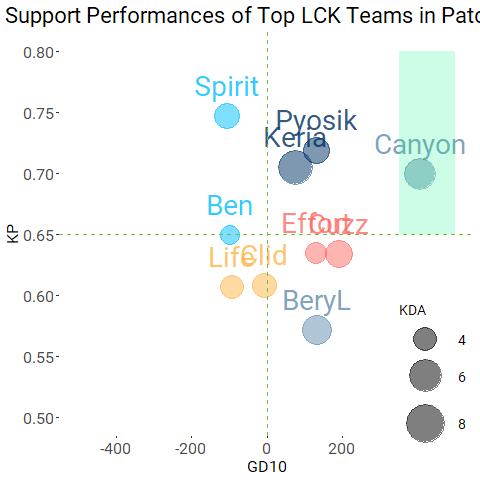 Support Performances of Top LCK Teams in Patc
0.80
0.75
0.70
0.65
0.60
0.55
0.50
KP
Spirit
Pyosik
Keria
Canyon
Ben
Effort
Cuzz
Life
Clid
BeryL
KDA
4
6
8
-400
-200
0
200
GD10